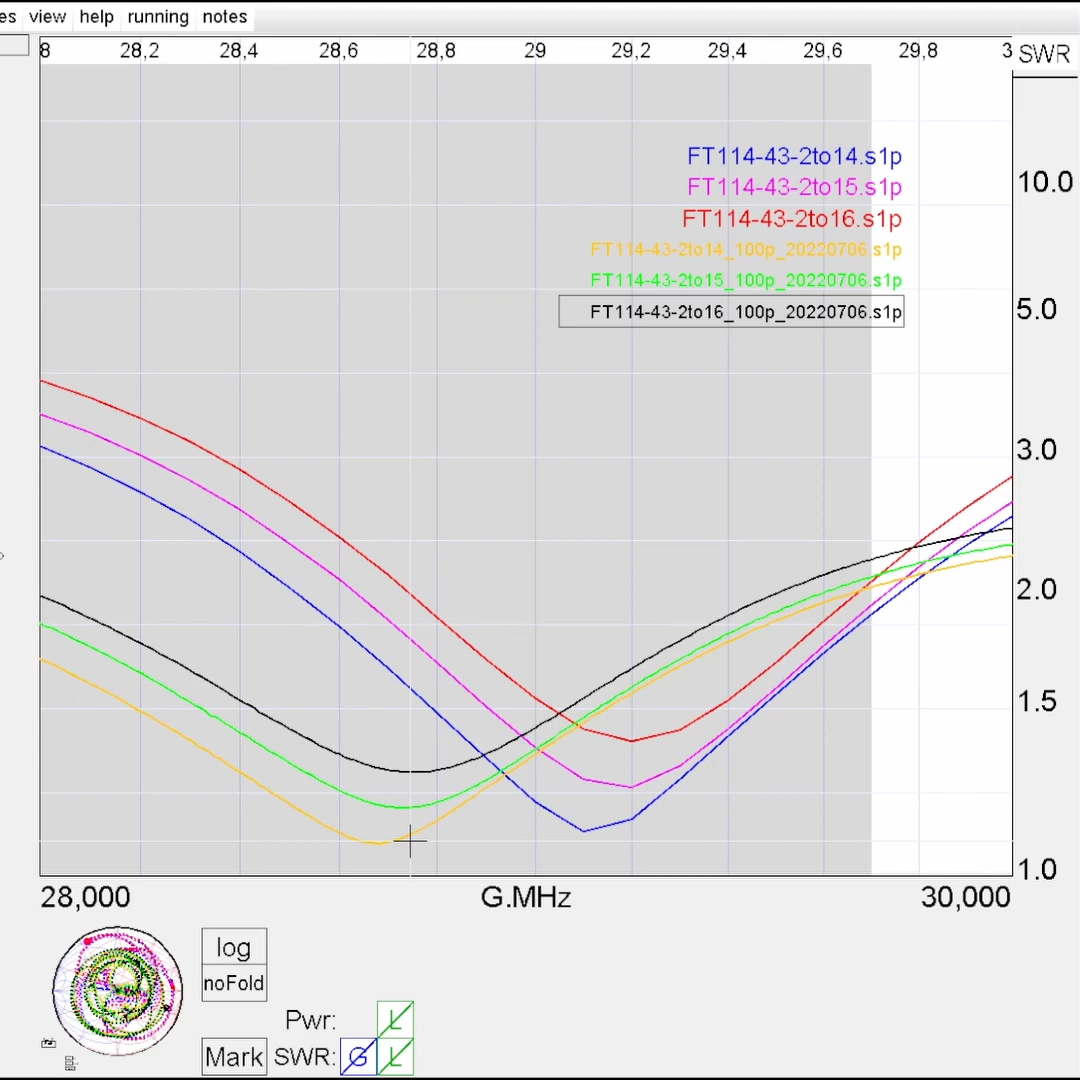 es view help running notes
8 28,2 28,4 28,6 28,8 29 29,2 29,4 29,6 29,8 3 SWR
FT114-43-2to14.s1p
FT114-43-2to15.s1p
FT114-43-2to16.s1p
FT114-43-2to14_100p_20220706.s1p
FT114-43-2to15_100p_20220706.s1p
FT114-43-2to16_100p_20220706.s1p
10.0
5.0
3.0
2.0
1.5
1.0
28,000 G.MHz 30,000
log
noFold
Pwr: L
Mark SWR: G L